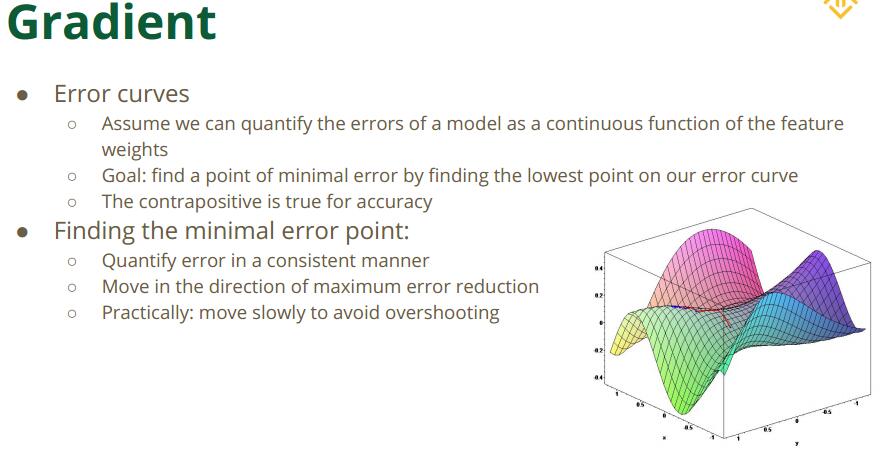 Gradient
● Error curves
○ Assume we can quantify the errors of a model as a continuous function of the feature
weights
○ Goal: find a point of minimal error by finding the lowest point on our error curve
○ The contrapositive is true for accuracy
● Finding the minimal error point:
○ Quantify error in a consistent manner
○ Move in the direction of maximum error reduction
○ Practically: move slowly to avoid overshooting
0.4
0.2
0
-0.2
-0.4
1
0.5
0
-0.5
-1
x
1
0.5
0
-0.5
-1
y